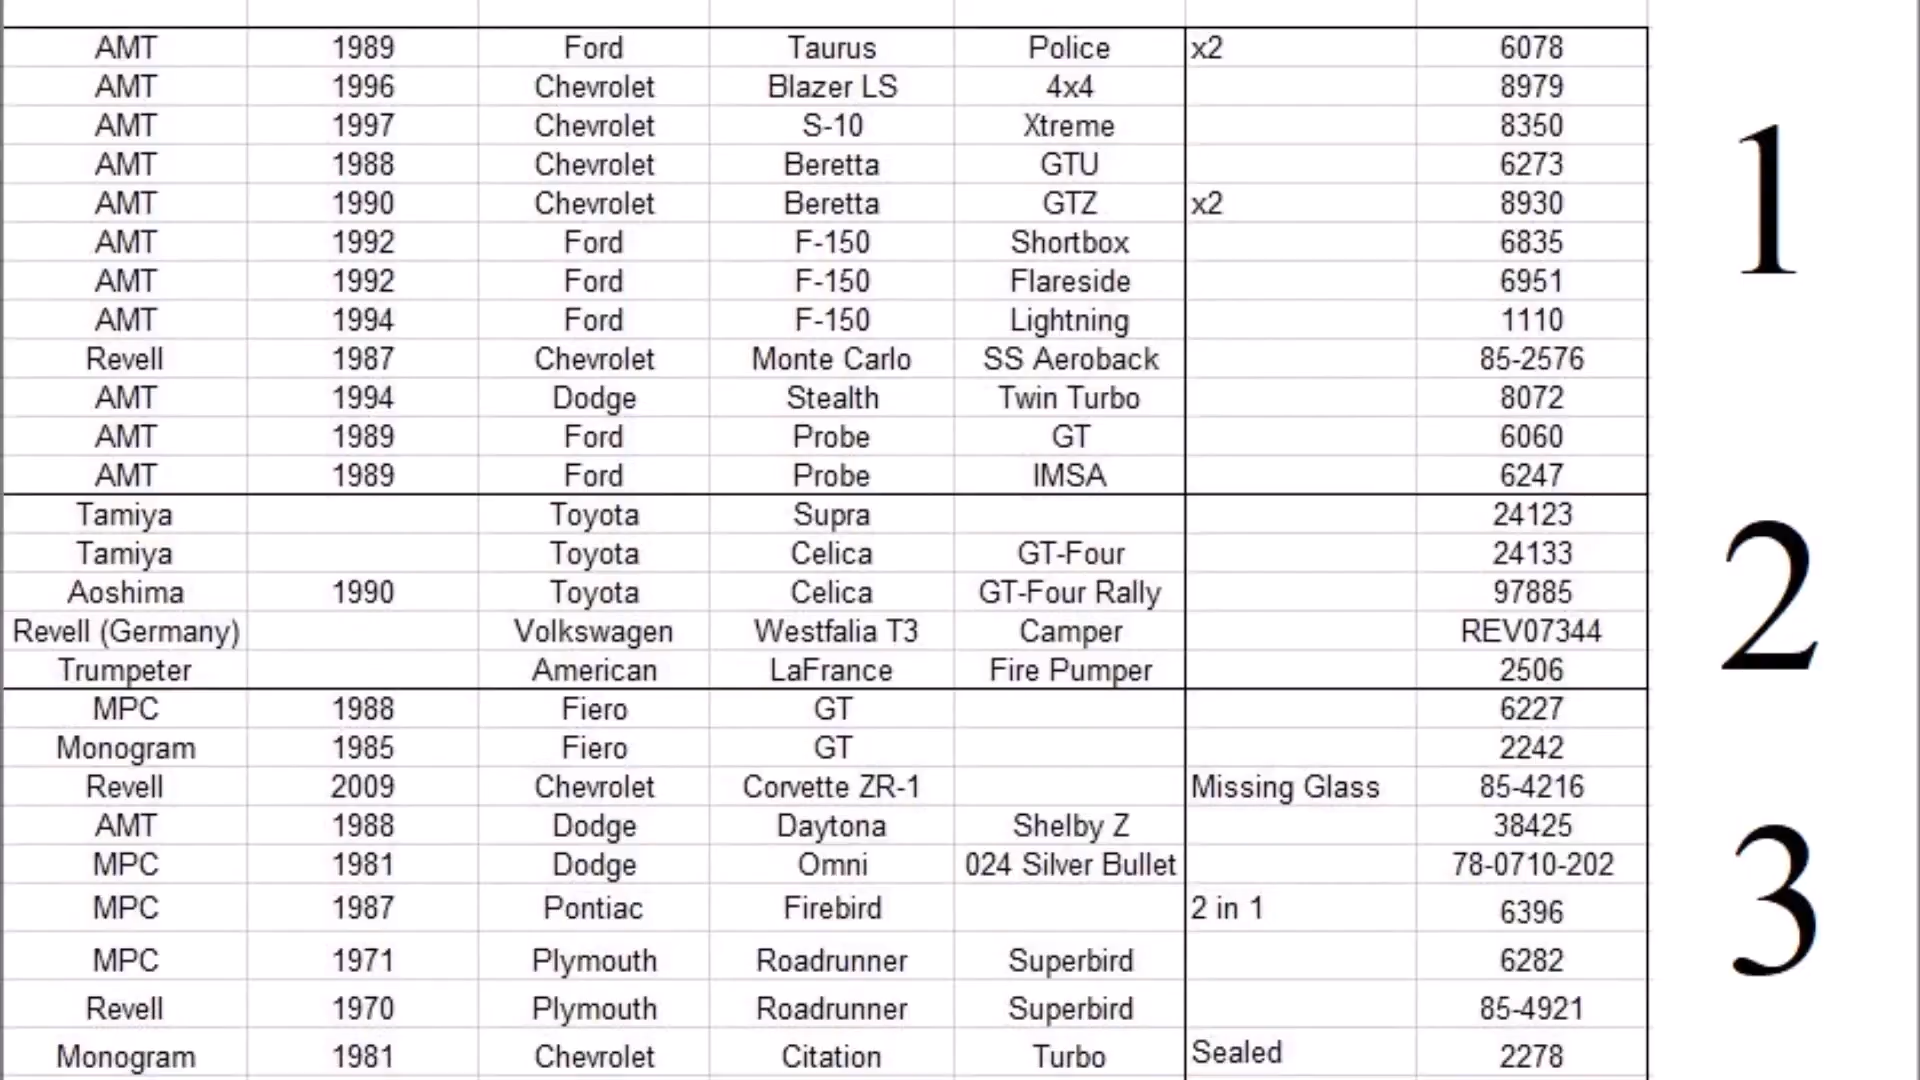 AMT 1989 Ford Taurus Police x2 6078
AMT 1996 Chevrolet Blazer LS 4x4 8979
AMT 1997 Chevrolet S-10 Xtreme 8350
AMT 1988 Chevrolet Beretta GTU 6273
AMT 1990 Chevrolet Beretta GTZ x2 8930
AMT 1992 Ford F-150 Shortbox 6835
AMT 1992 Ford F-150 Flareside 6951
AMT 1994 Ford F-150 Lightning 1110
Revell 1987 Chevrolet Monte Carlo SS Aeroback 85-2576
AMT 1994 Dodge Stealth Twin Turbo 8072
AMT 1989 Ford Probe GT 6060
AMT 1989 Ford Probe IMSA 6247
1
Tamiya Toyota Supra 24123
Tamiya Toyota Celica GT-Four 24133
Aoshima 1990 Toyota Celica GT-Four Rally 97885
Revell (Germany) Volkswagen Westfalia T3 Camper REV07344
Trumpeter American LaFrance Fire Pumper 2506
2
MPC 1988 Fiero GT 6227
Monogram 1985 Fiero GT 2242
Revell 2009 Chevrolet Corvette ZR-1 Missing Glass 85-4216
AMT 1988 Dodge Daytona Shelby Z 38425
MPC 1981 Dodge Omni 024 Silver Bullet 78-0710-202
MPC 1987 Pontiac Firebird 2 in 1 6396
MPC 1971 Plymouth Roadrunner Superbird 6282
Revell 1970 Plymouth Roadrunner Superbird 85-4921
Monogram 1981 Chevrolet Citation Turbo Sealed 2278
3